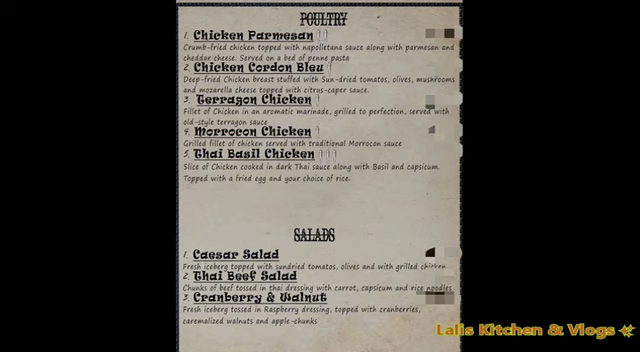 POULTRY
1. Chicken Parmesan
Crumb-fried chicken topped with napolletana sauce along with parmesan and
cheddar cheese. Served on a bed of penne pasta
2. Chicken Cordon Bleu
Deep-fried Chicken breast stuffed with Sun-dried tomatos, olives, mushrooms
and mozarella cheese topped with citrus-caper sauce.
3. Terragon Chicken
Fillet of Chicken in an aromatic marinade, grilled to perfection, served with
old-style terragon sauce
4. Morrocon Chicken
Grilled fillet of chicken served with traditional Morrocon sauce
5. Thai Basil Chicken
Slice of Chicken cooked in dark Thai sauce along with Basil and capsicum.
Topped with a fried egg and your choice of rice.
SALADS
1. Caesar Salad
Fresh iceberg topped with sundried tomatos, olives and with grilled chicken
2. Thai Beef Salad
Chunks of beef tossed in thai dressing with carrot, capsicum and rice noodles
3. Cranberry & Walnut
Fresh iceberg tossed in Raspberry dressing, topped with cranberries,
caremalized walnuts and apple-chunks
Lalis Kitchen & Vlogs